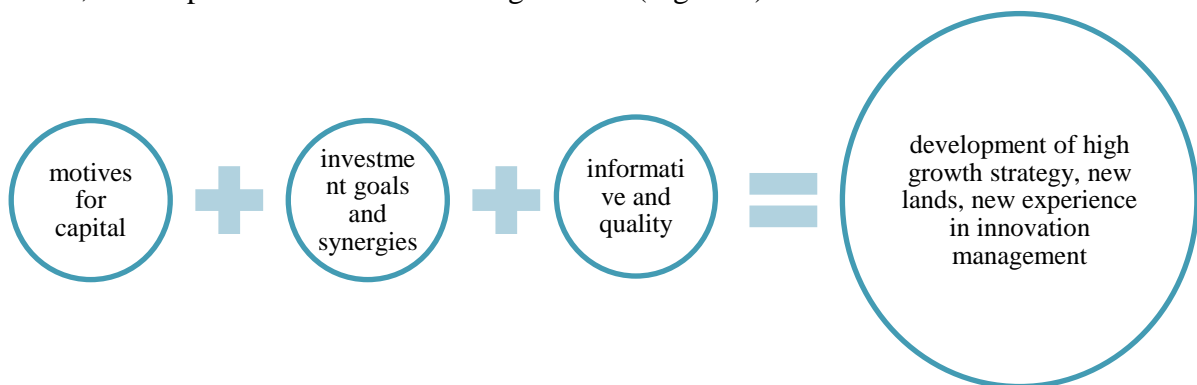 motives
for
capital
investme
nt goals
and
synergies
informati
ve and
quality
development of high
growth strategy, new
lands, new experience
in innovation
management